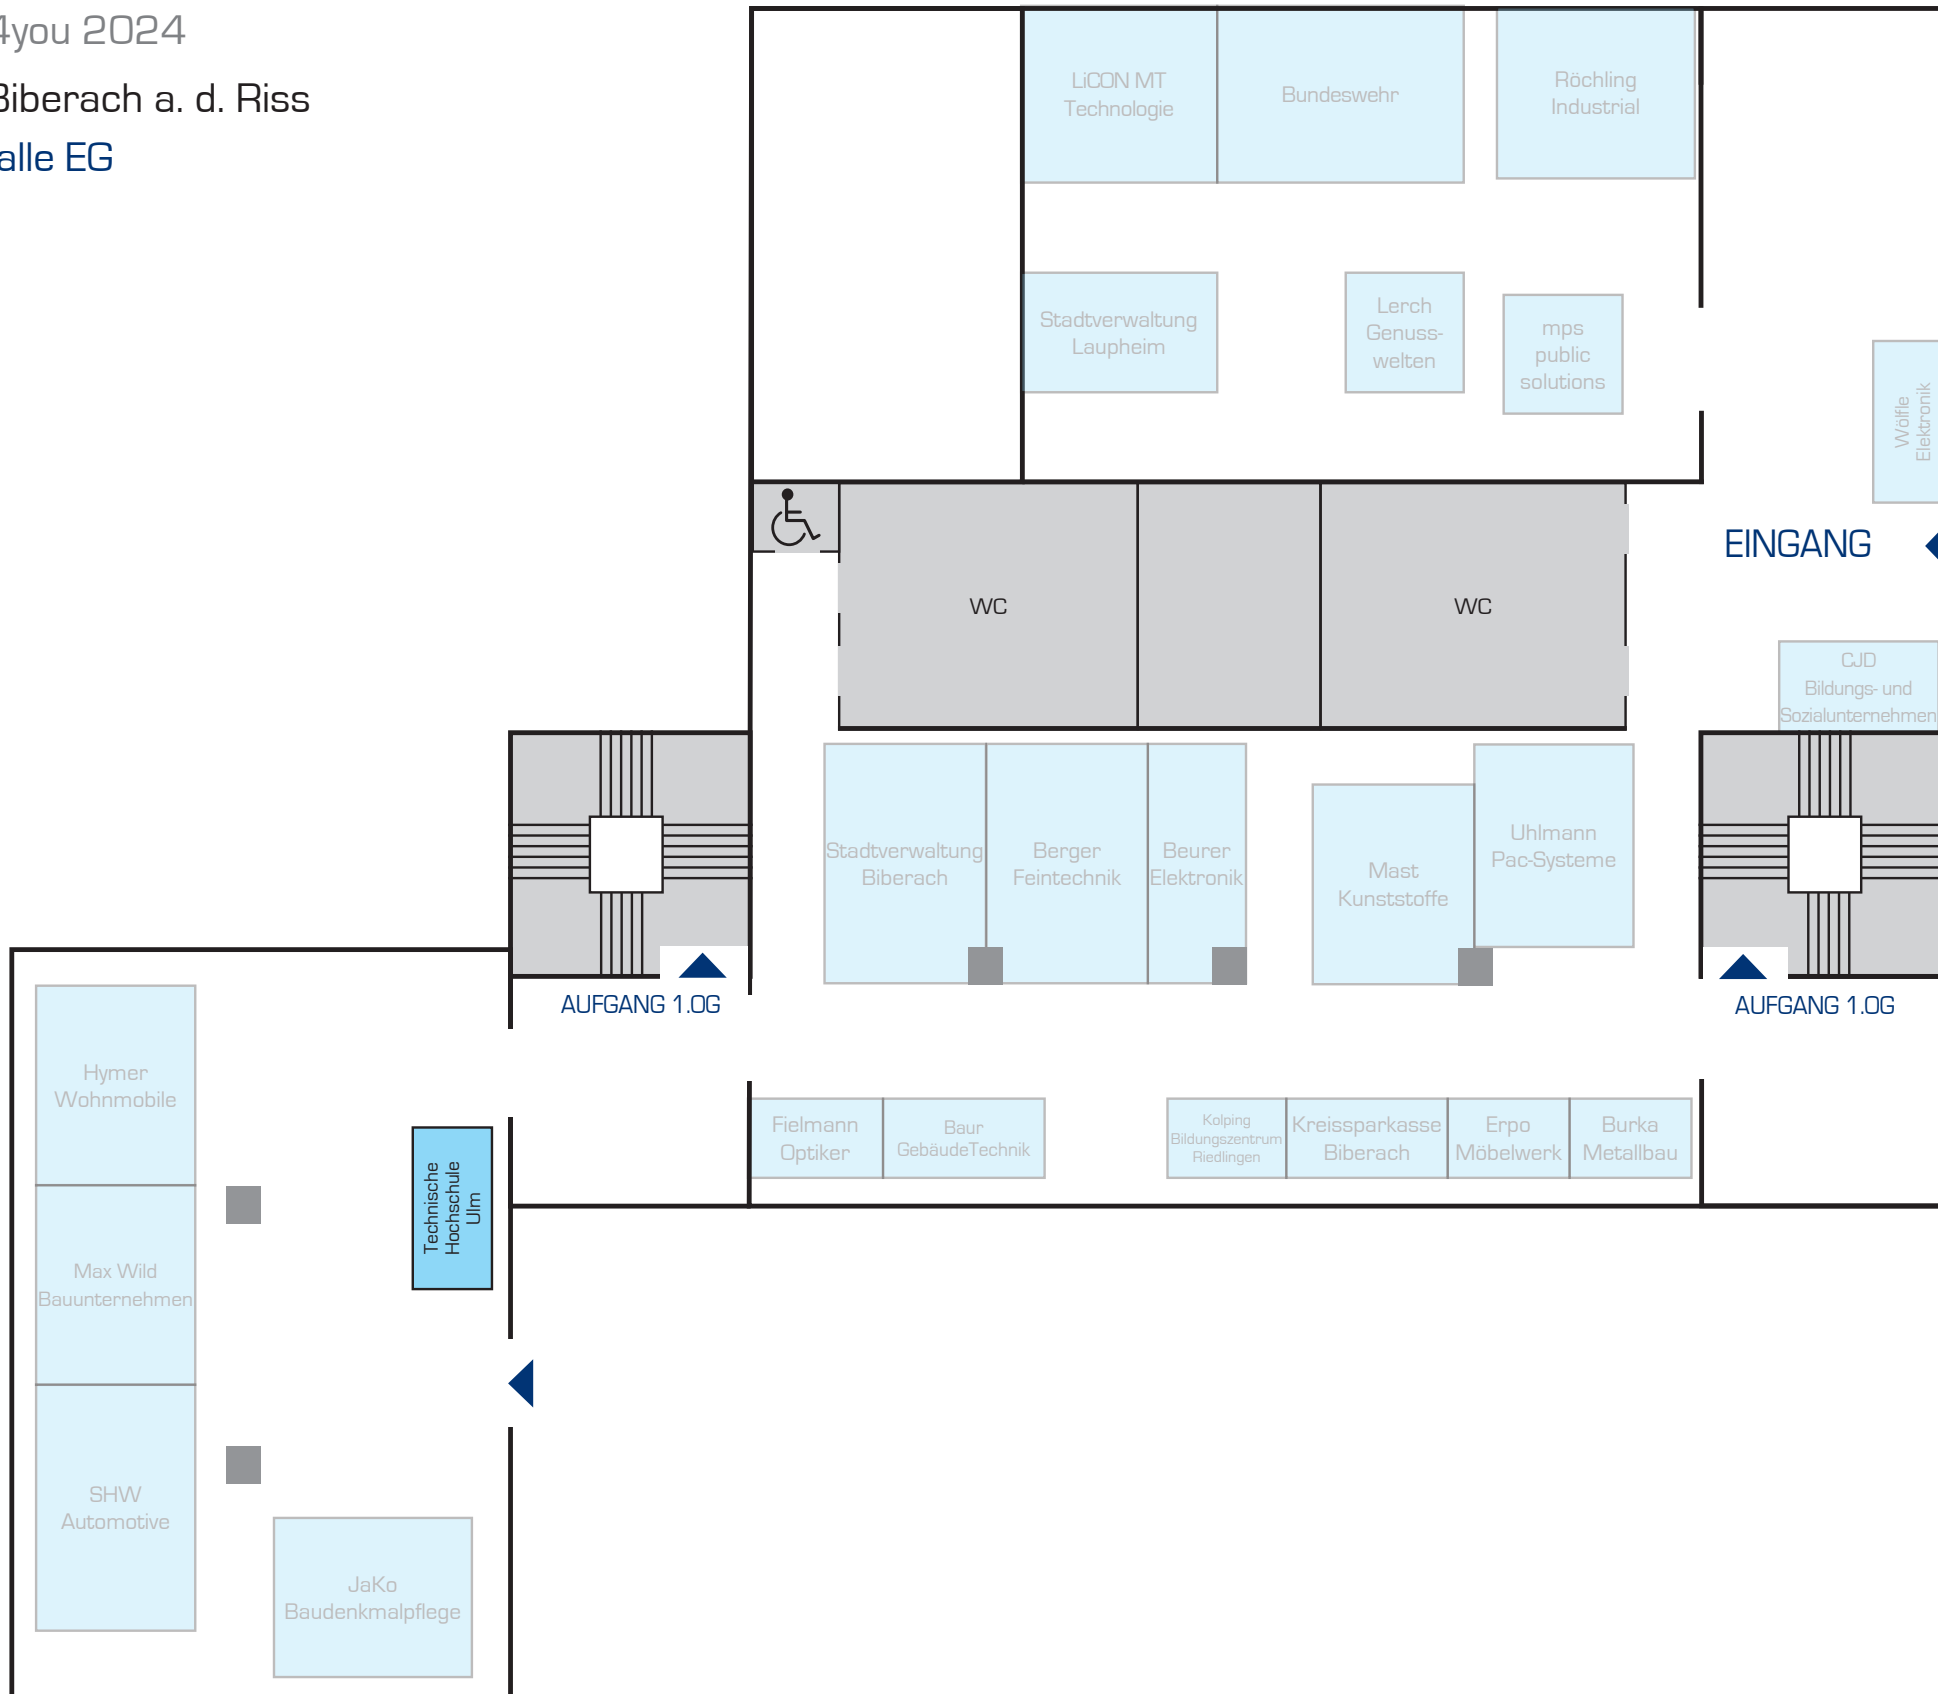 4you 2024
Biberach a. d. Riss
alle EG
LiCON MT
Technologie
Bundeswehr
Röchling
Industrial
Stadtverwaltung
Laupheim
Lerch
Genuss-
welten
mps
public
solutions
Wölfle
Elektronik
EINGANG
WC
WC
CJD
Bildungs- und
Sozialunternehmen
Stadtverwaltung
Biberach
Berger
Feintechnik
Beurer
Elektronik
Mast
Kunststoffe
Uhlmann
Pac-Systeme
AUFGANG 1.OG
AUFGANG 1.OG
Hymer
Wohnmobile
Technische
Hochschule
Ulm
Fielmann
Optiker
Baur
GebäudeTechnik
Kolping
Bildungszentrum
Riedlingen
Kreissparkasse
Biberach
Erpo
Möbelwerk
Burka
Metallbau
Max Wild
Bauunternehmen
SHW
Automotive
JaKo
Baudenkmalpflege